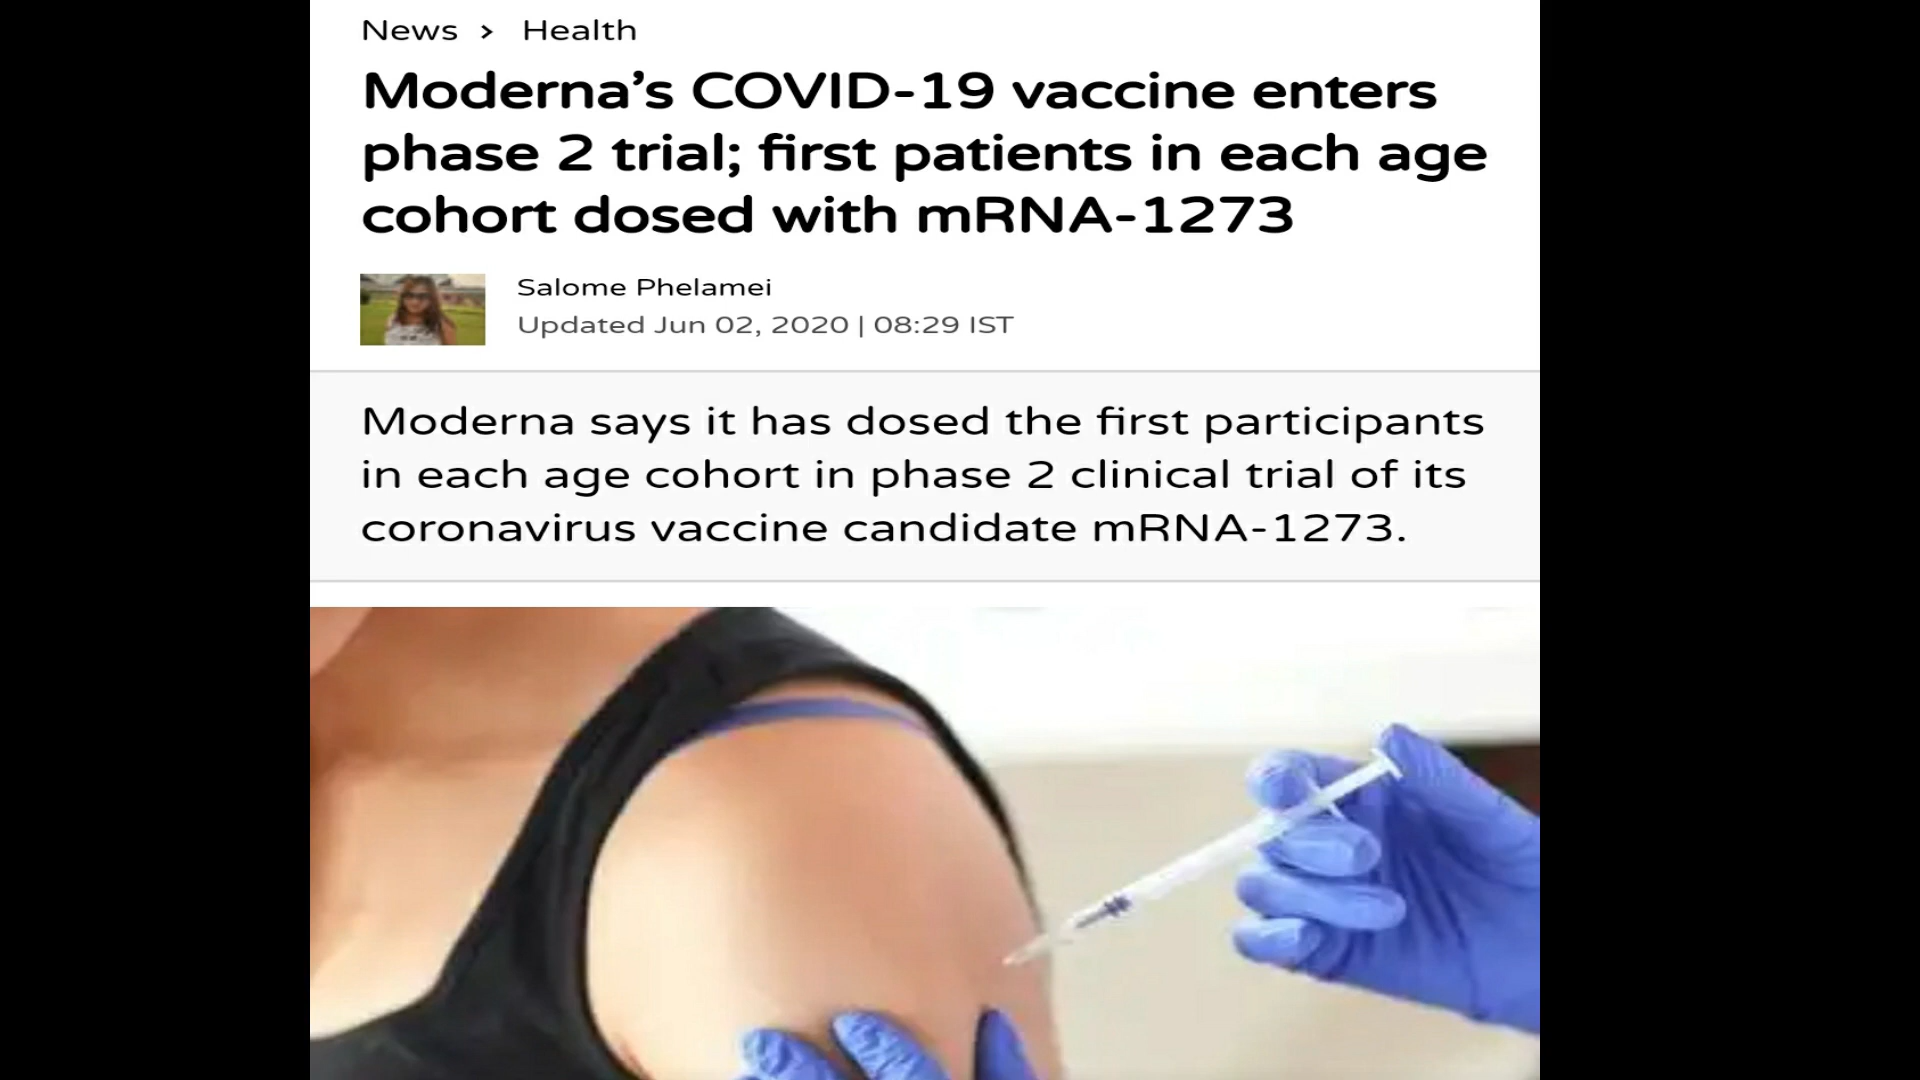 News > Health
Moderna’s COVID-19 vaccine enters
phase 2 trial; first patients in each age
cohort dosed with mRNA-1273
Salome Phelamei
Updated Jun 02, 2020 | 08:29 IST
Moderna says it has dosed the first participants
in each age cohort in phase 2 clinical trial of its
coronavirus vaccine candidate mRNA-1273.